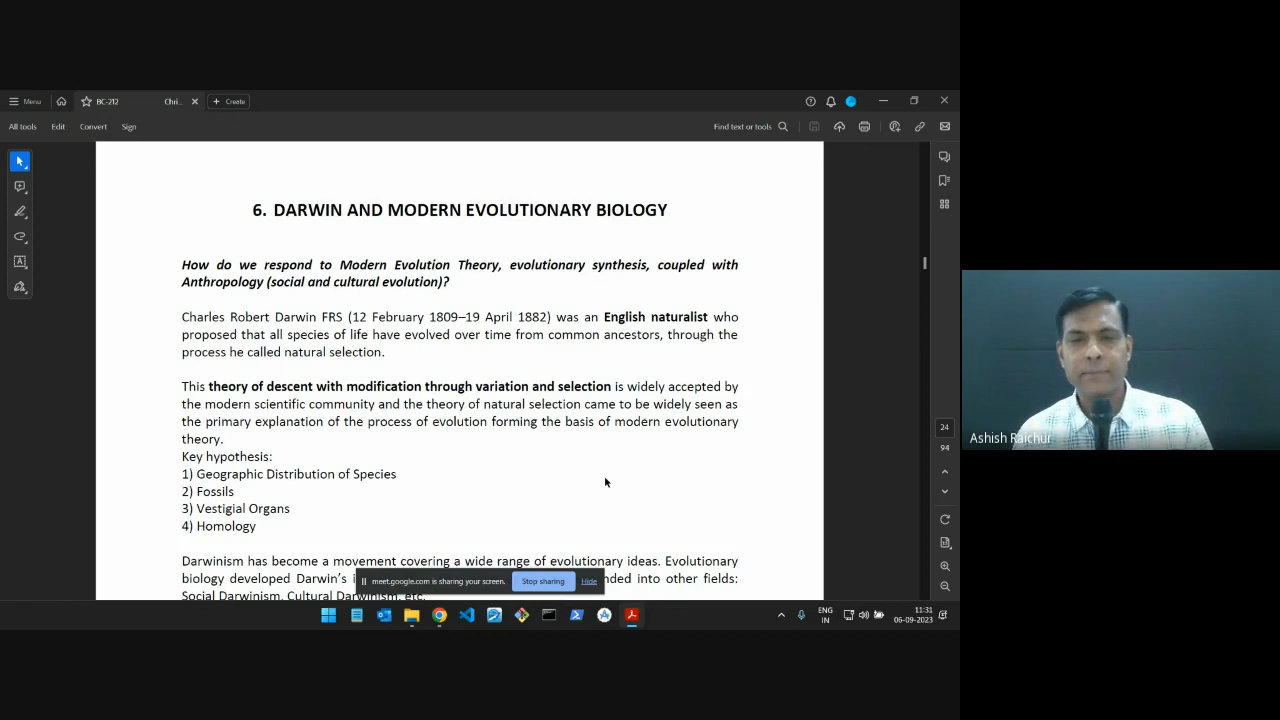 Menu
BC-212 Chri...
Create
All tools Edit Convert Sign
Find text or tools
6. DARWIN AND MODERN EVOLUTIONARY BIOLOGY
How do we respond to Modern Evolution Theory, evolutionary synthesis, coupled with
Anthropology (social and cultural evolution)?
Charles Robert Darwin FRS (12 February 1809–19 April 1882) was an English naturalist who
proposed that all species of life have evolved over time from common ancestors, through the
process he called natural selection.
This theory of descent with modification through variation and selection is widely accepted by
the modern scientific community and the theory of natural selection came to be widely seen as
the primary explanation of the process of evolution forming the basis of modern evolutionary
theory.
Key hypothesis:
1) Geographic Distribution of Species
2) Fossils
3) Vestigial Organs
4) Homology
Darwinism has become a movement covering a wide range of evolutionary ideas. Evolutionary
biology developed Darwin's i nded into other fields:
Social Darwinism, Cultural Darwinism, etc.
meet.google.com is sharing your screen. Stop sharing Hide
24
94
Ashish Raichur
ENG
IN
11:31
06-09-2023